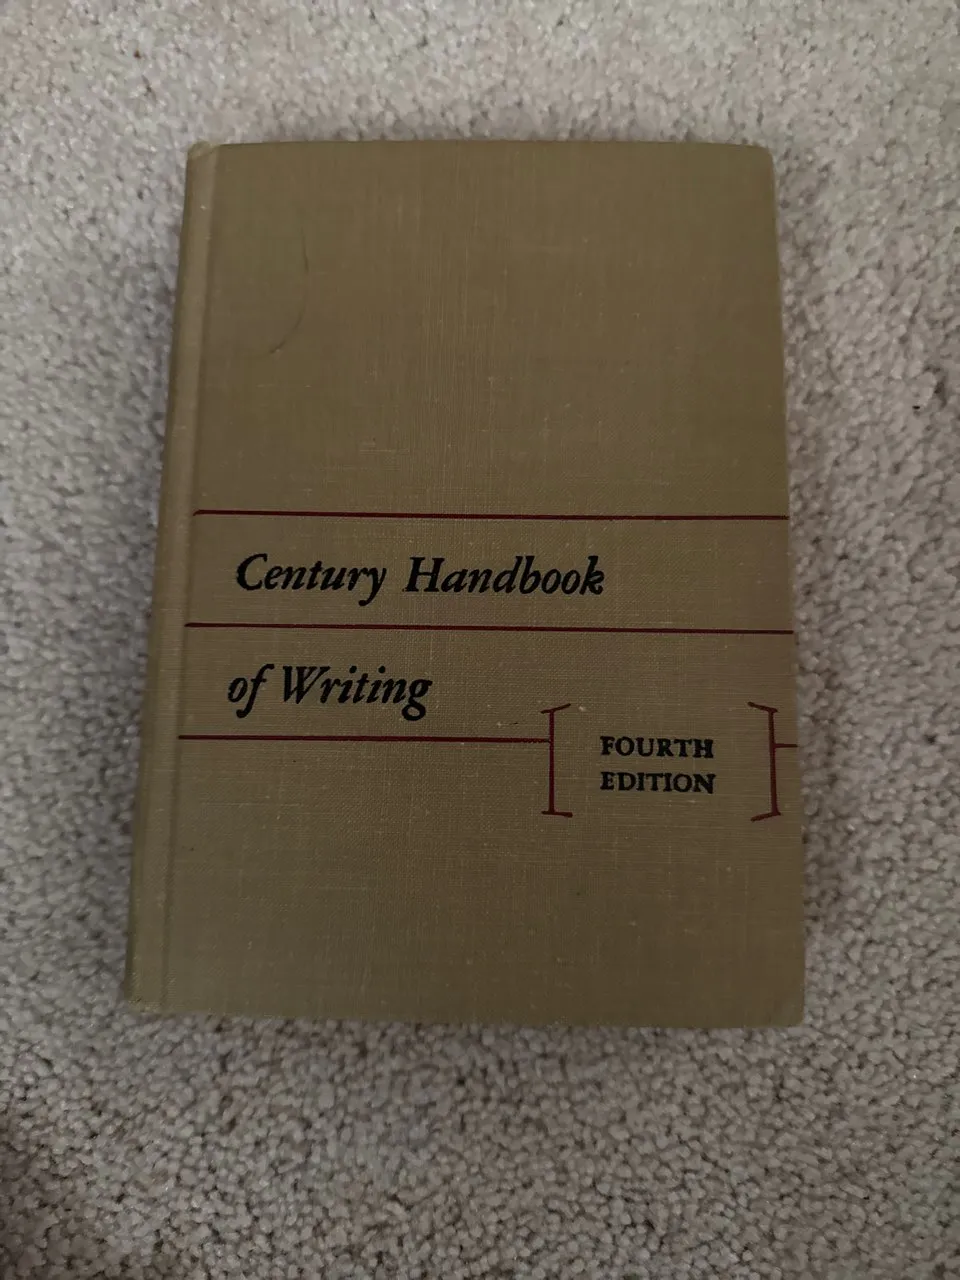 Century Handbook
of Writing
FOURTH
EDITION